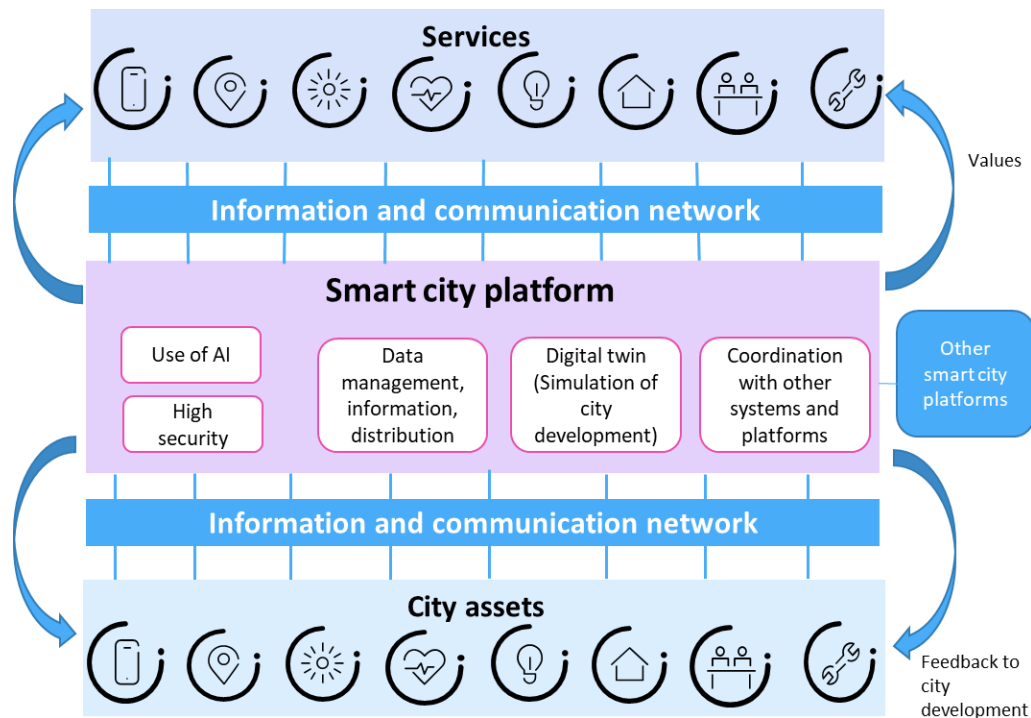 Services
Values
Information and communication network
Smart city platform
Use of AI
High
security
Data
management,
information,
distribution
Digital twin
(Simulation of
city
development)
Coordination
with other
systems and
platforms
Other
smart city
platforms
Information and communication network
City assets
Feedback to
city
development